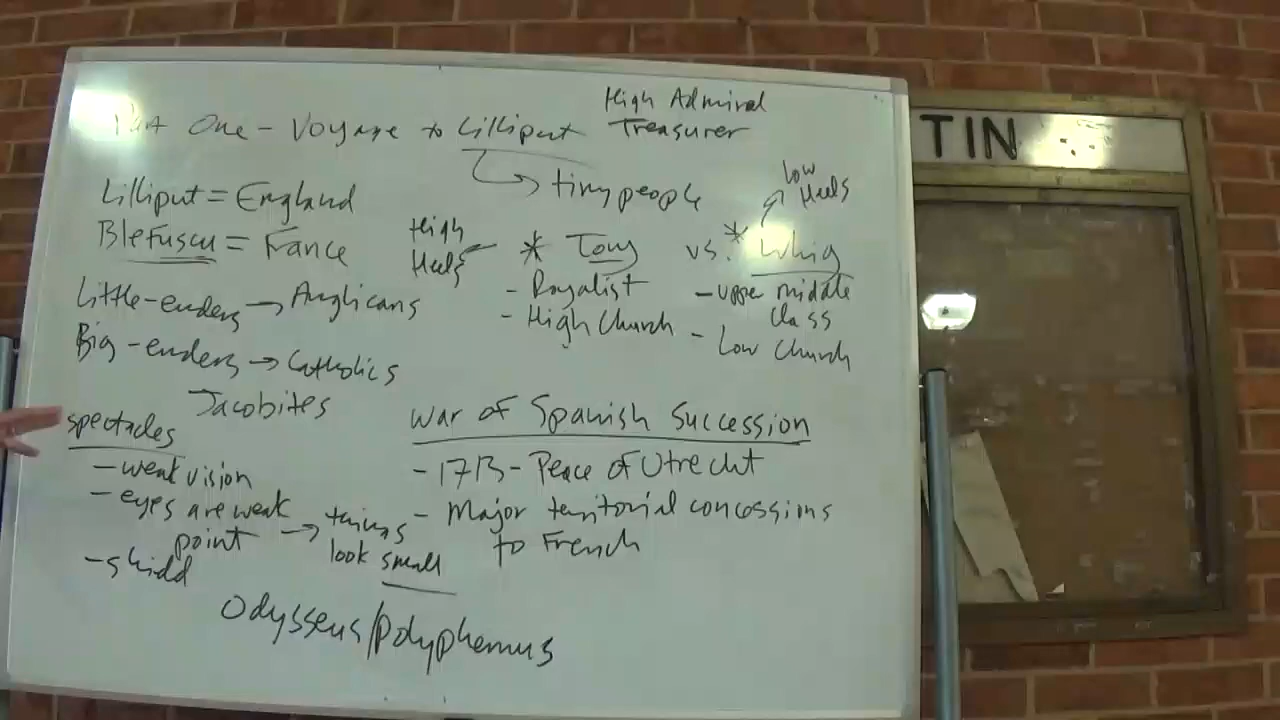 High Admiral
Treasurer
Part One - Voyage to Lilliput
tiny people
Lilliput = England
Blefuscu = France
Little-enders → Anglicans
Big-enders → Catholics
Jacobites
High
Heels
* Tory vs. * Whig
Low
Heels
- Royalist
- High Church
- upper middle
class
- Low Church
spectacles
- weak vision
- eyes are weak
point → things
look small
- shield
War of Spanish Succession
- 1713 - Peace of Utrecht
- Major territorial concessions
to French
Odysseus/Polyphemus
TIN